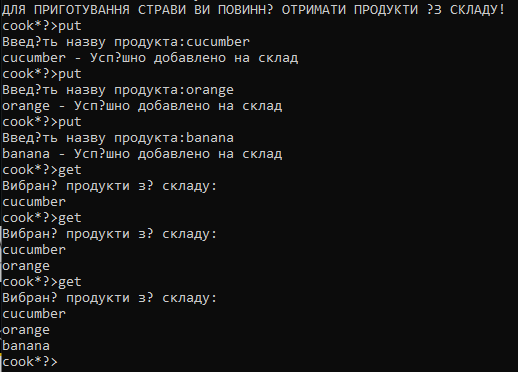 ДЛЯ ПРИГОТУВАННЯ СТРАВИ ВИ ПОВИНН? ОТРИМАТИ ПРОДУКТИ ?З СКЛАДУ!
cook*?>put
Введ?ть назву продукта:cucumber
cucumber - Усп?шно добавлено на склад
cook*?>put
Введ?ть назву продукта:orange
orange - Усп?шно добавлено на склад
cook*?>put
Введ?ть назву продукта:banana
banana - Усп?шно добавлено на склад
cook*?>get
Вибран? продукти з? складу:
cucumber
cook*?>get
Вибран? продукти з? складу:
cucumber
orange
cook*?>get
Вибран? продукти з? складу:
cucumber
orange
banana
cook*?>